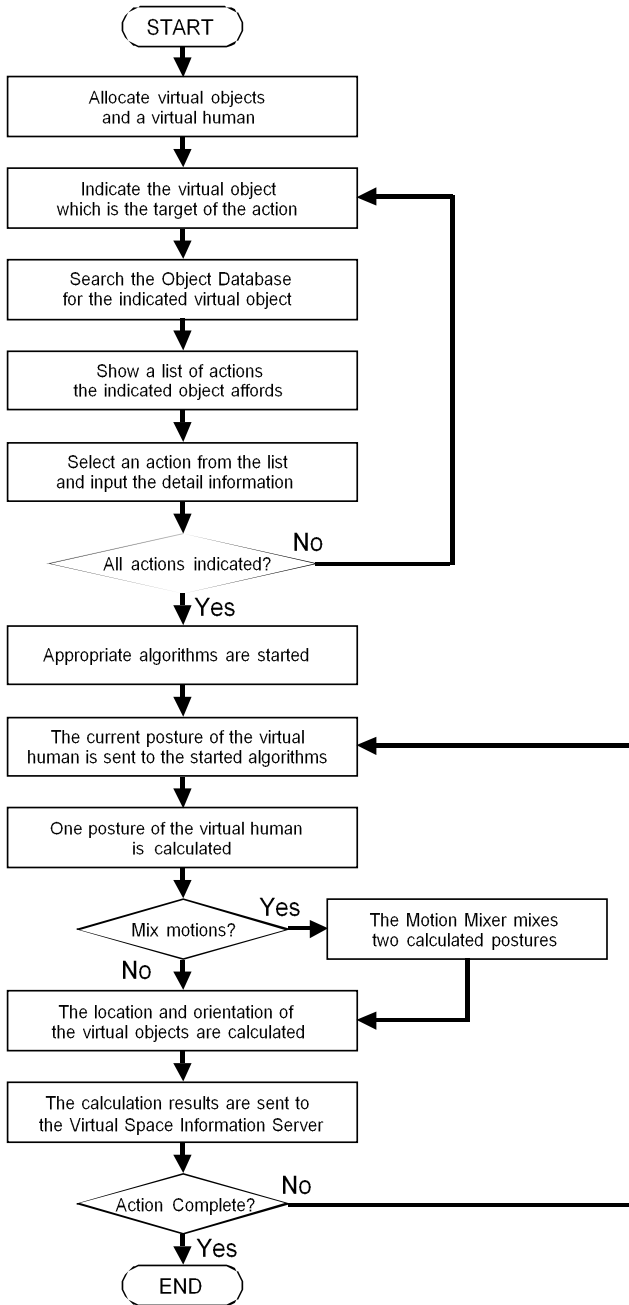 START
Allocate virtual objects
and a virtual human
Indicate the virtual object
which is the target of the action
Search the Object Database
for the indicated virtual object
Show a list of actions
the indicated object affords
Select an action from the list
and input the detail information
No
All actions indicated?
Yes
Appropriate algorithms are started
The current posture of the virtual
human is sent to the started algorithms
One posture of the virtual human
is calculated
Yes
Mix motions?
The Motion Mixer mixes
two calculated postures
No
The location and orientation of
the virtual objects are calculated
The calculation results are sent to
the Virtual Space Information Server
No
Action Complete?
Yes
END